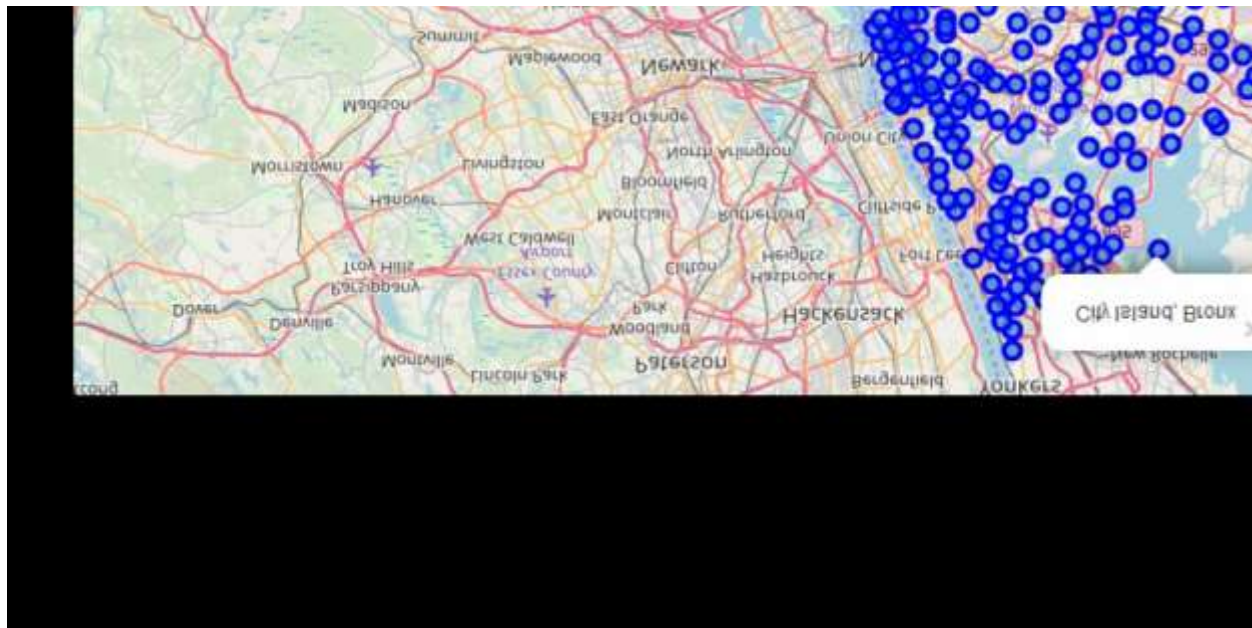 Summit
Maplewood
Newark
N
29
Madison
East Orange
Union City
Morristown
Livingston
North Arlington
Hanover
Bloomfield
Montclair
Rutherford
Cliffside P
West Caldwell
Airport
Essex County
Troy Hills
Parsippany
Clifton
Heights
Hasbrouck
Fort Lee
Dover
Denville
Park
Woodland
Hackensack
City Island, Bronx
Montville
Lincoln Park
Paterson
Bergenfield
New Rochelle
Yonkers
cong